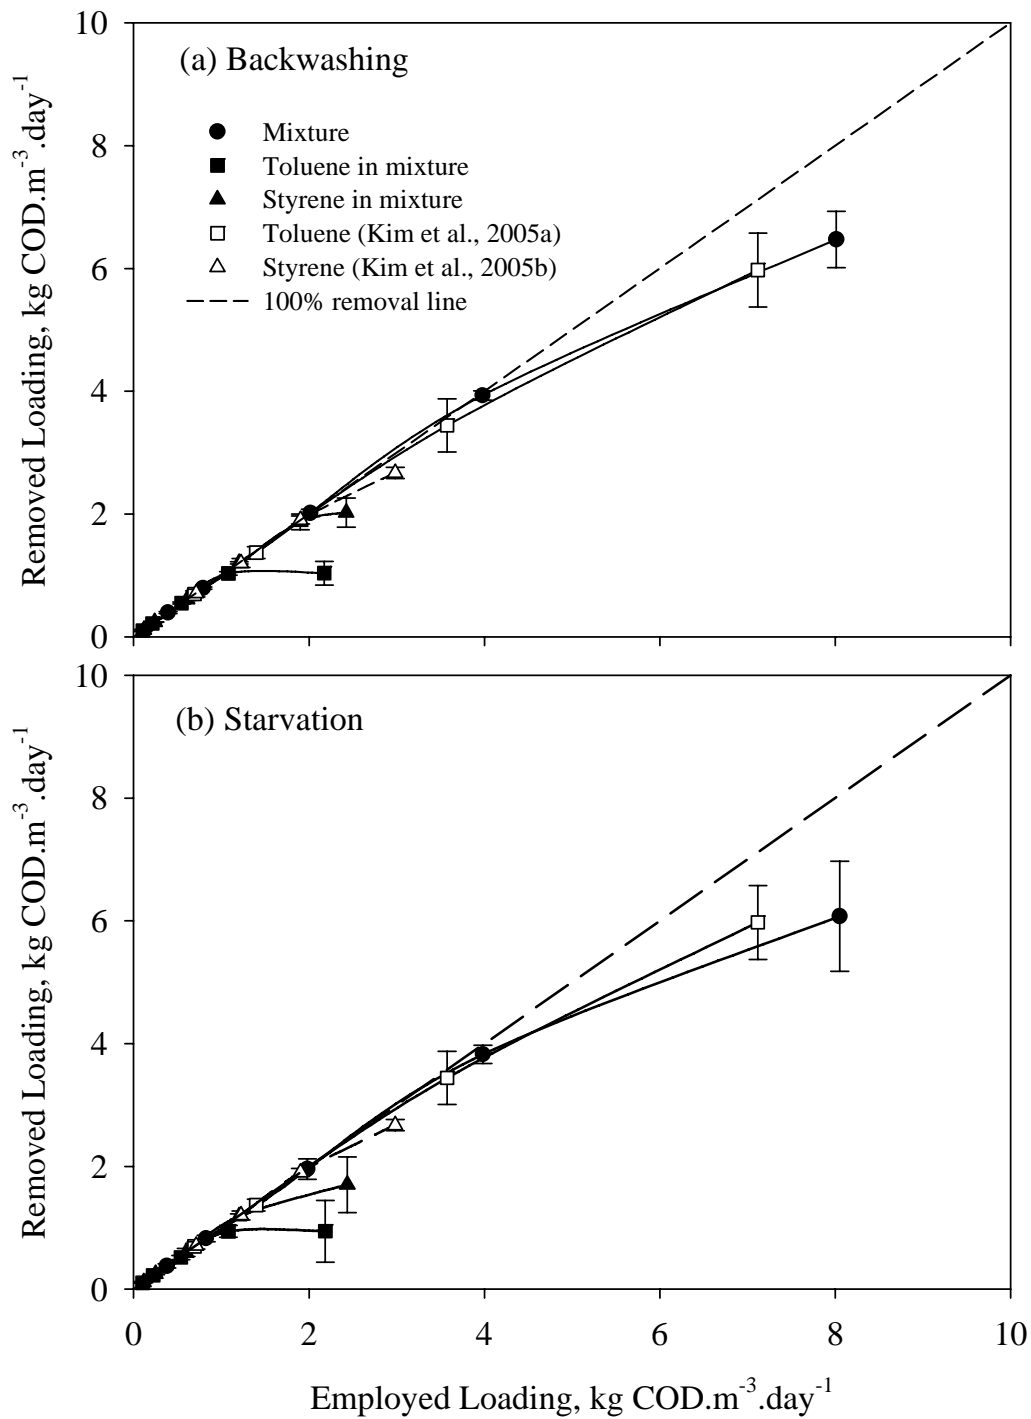 (a) Backwashing
Mixture
Toluene in mixture
Styrene in mixture
Toluene (Kim et al., 2005a)
Styrene (Kim et al., 2005b)
100% removal line
Removed Loading, kg COD.m-3.day-1
10
8
6
4
2
0
(b) Starvation
Removed Loading, kg COD.m-3.day-1
10
8
6
4
2
0
0 2 4 6 8 10
Employed Loading, kg COD.m-3.day-1